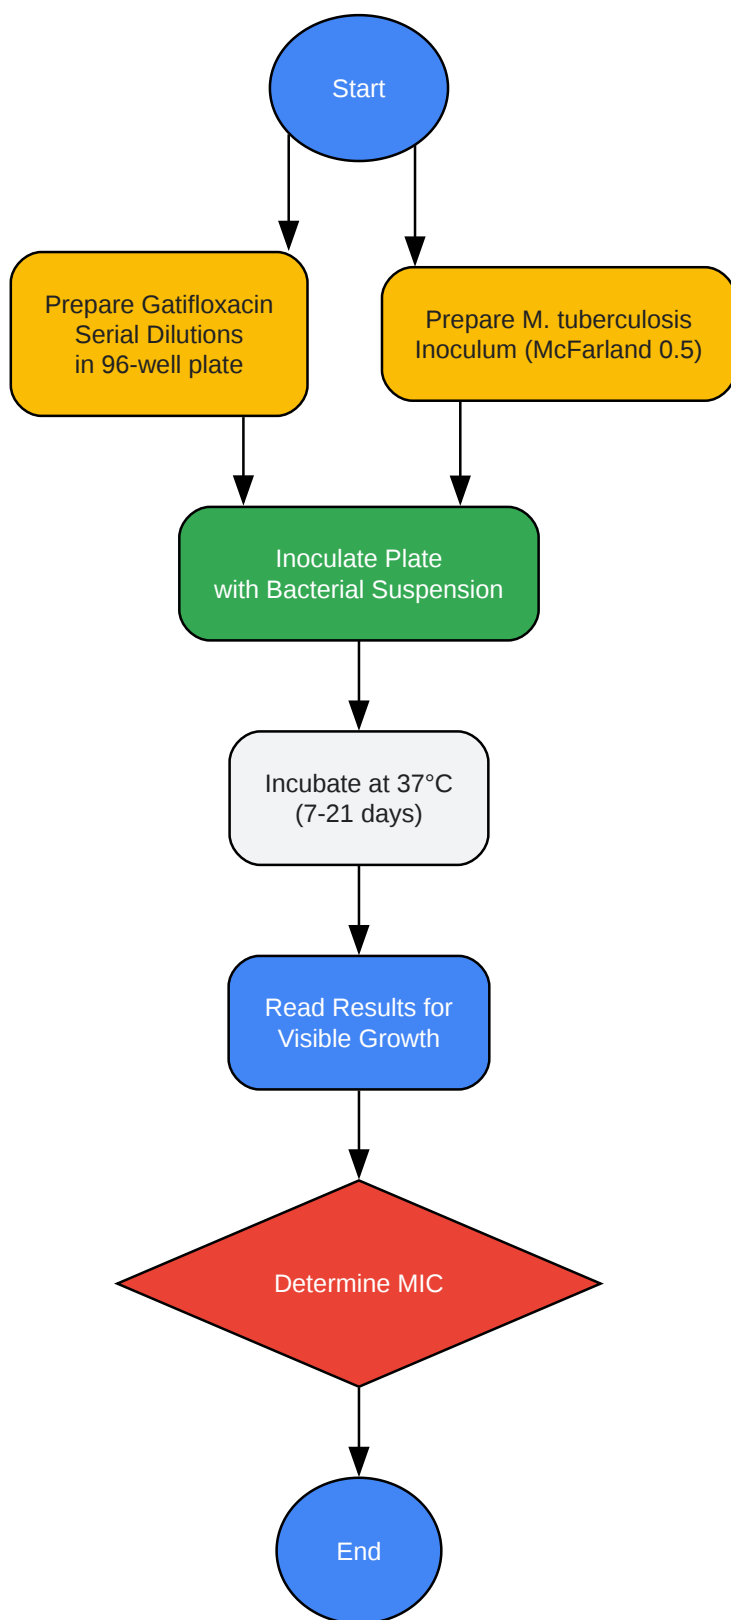 Start
Prepare Gatifloxacin
Serial Dilutions
in 96-well plate
Prepare M. tuberculosis
Inoculum (McFarland 0.5)
Inoculate Plate
with Bacterial Suspension
Incubate at 37°C
(7-21 days)
Read Results for
Visible Growth
Determine MIC
End